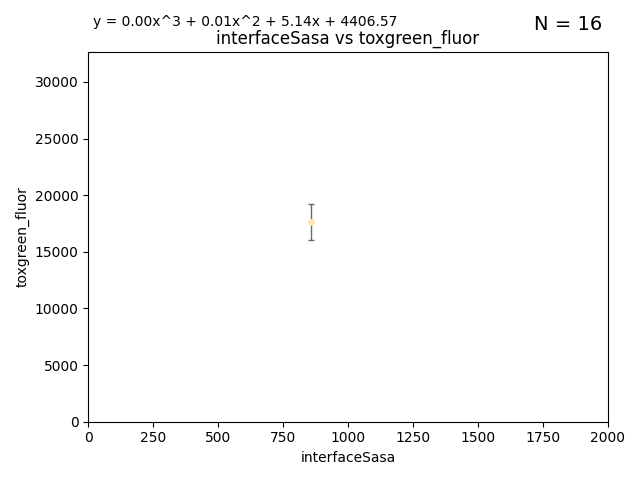 y = 0.00x^3 + 0.01x^2 + 5.14x + 4406.57
N = 16
interfaceSasa vs toxgreen_fluor
30000
25000
20000
15000
10000
5000
0
toxgreen_fluor
0 250 500 750 1000 1250 1500 1750 2000
interfaceSasa